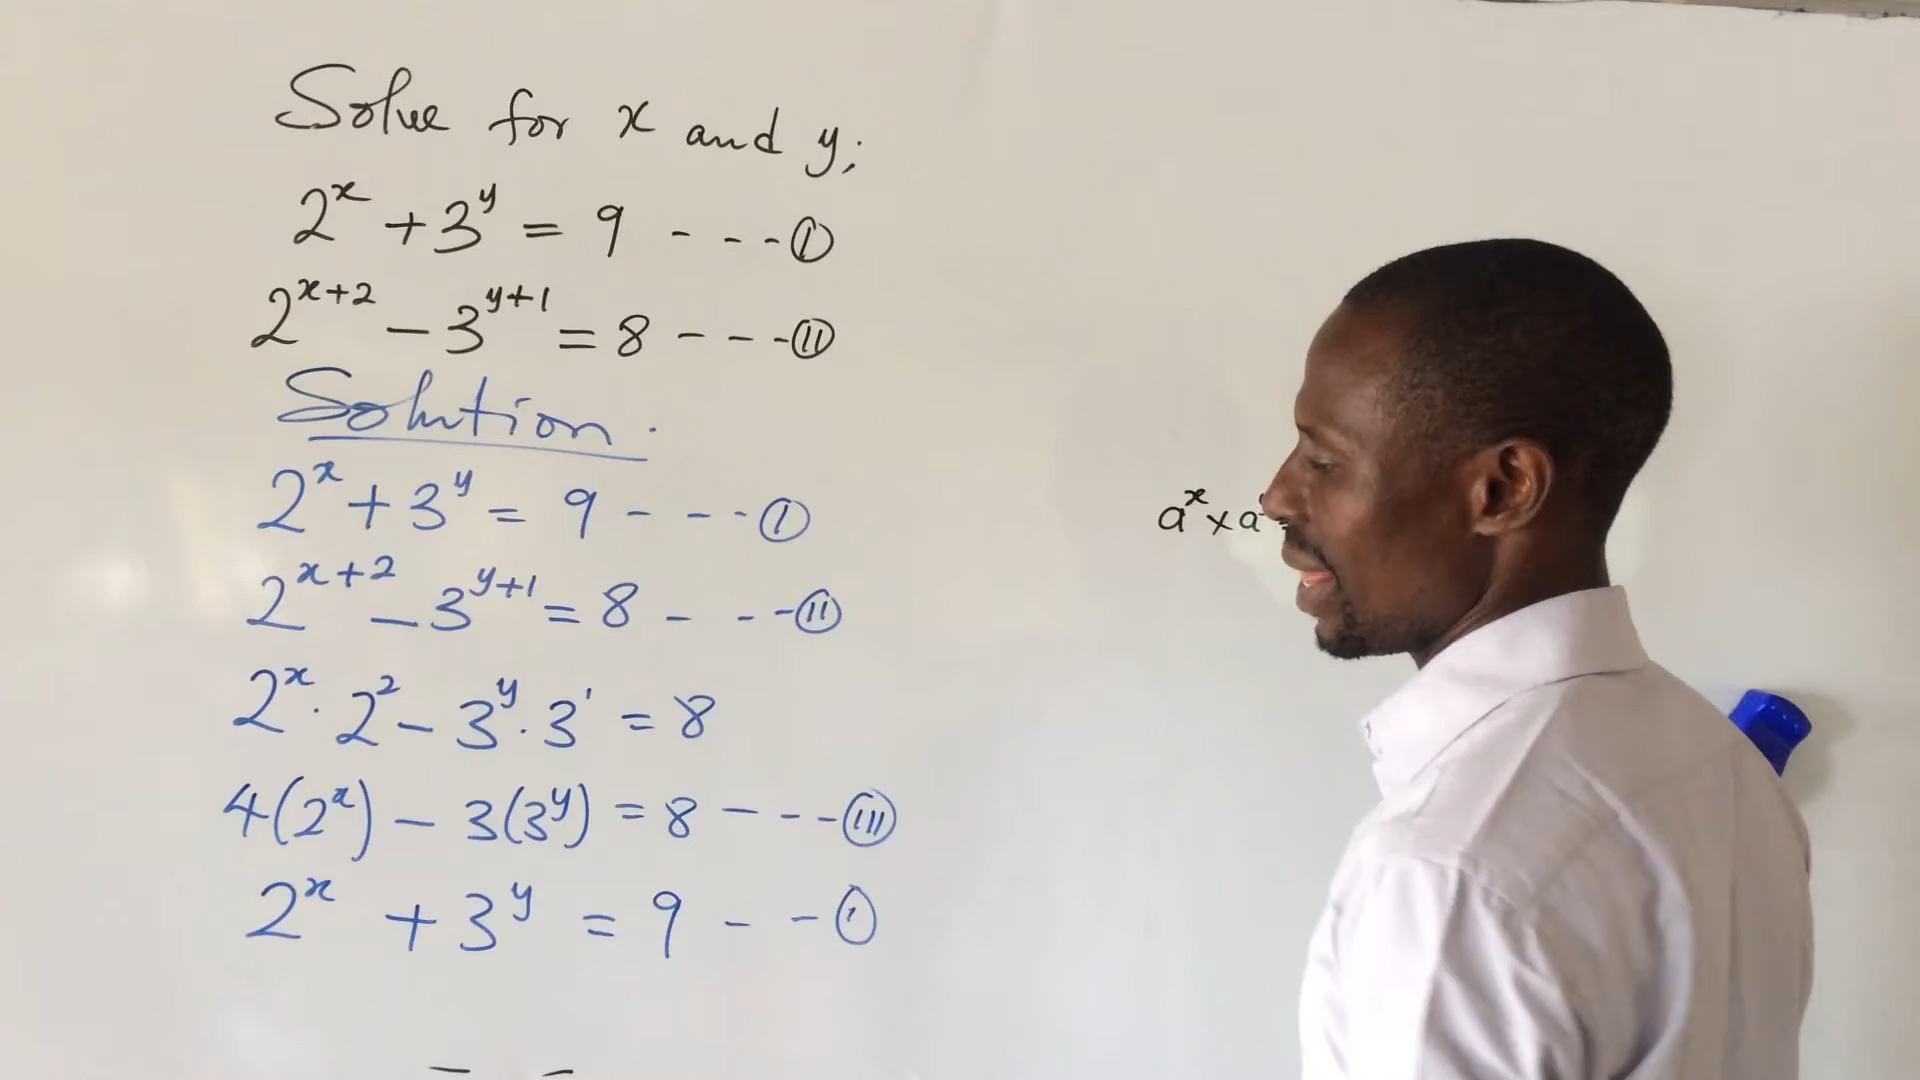 Solve for x and y;
2^x + 3^y = 9 - - - (I)
2^{x+2} - 3^{y+1} = 8 - - - (II)
Solution.
2^x + 3^y = 9 - - - (I)
2^{x+2} - 3^{y+1} = 8 - - - (II)
2^x · 2^2 - 3^y · 3^1 = 8
4(2^x) - 3(3^y) = 8 - - - (III)
2^x + 3^y = 9 - - (I)
a^x × a